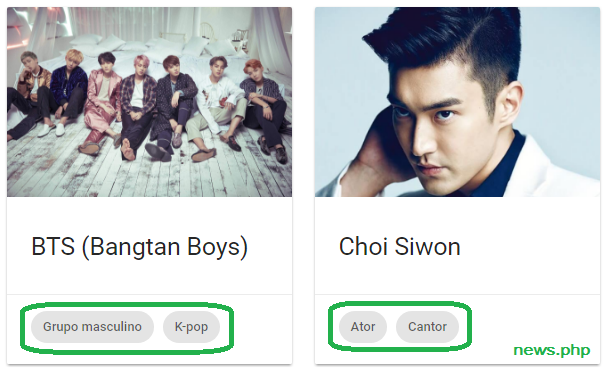 BTS (Bangtan Boys)
Choi Siwon
Grupo masculino
K-pop
Ator
Cantor
news.php